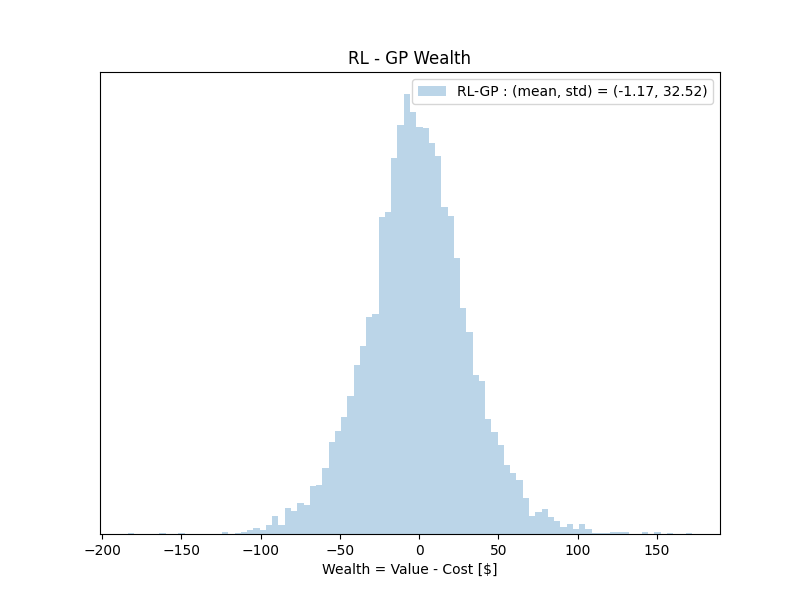 RL - GP Wealth
RL-GP : (mean, std) = (-1.17, 32.52)
−200 −150 −100 −50 0 50 100 150
Wealth = Value - Cost [$]